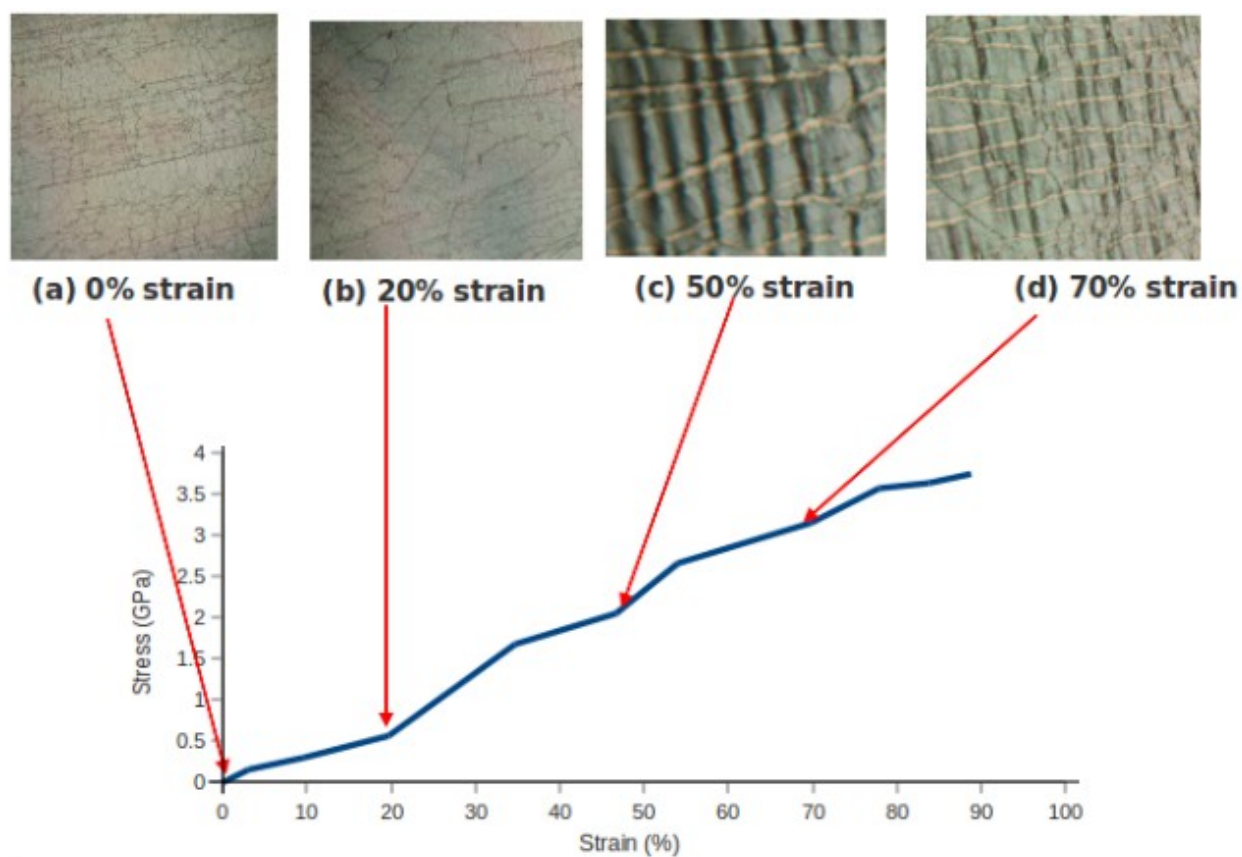 (a) 0% strain
(b) 20% strain
(c) 50% strain
(d) 70% strain
4
3.5
3
2.5
2
1.5
1
0.5
0
Stress (GPa)
0 10 20 30 40 50 60 70 80 90 100
Strain (%)